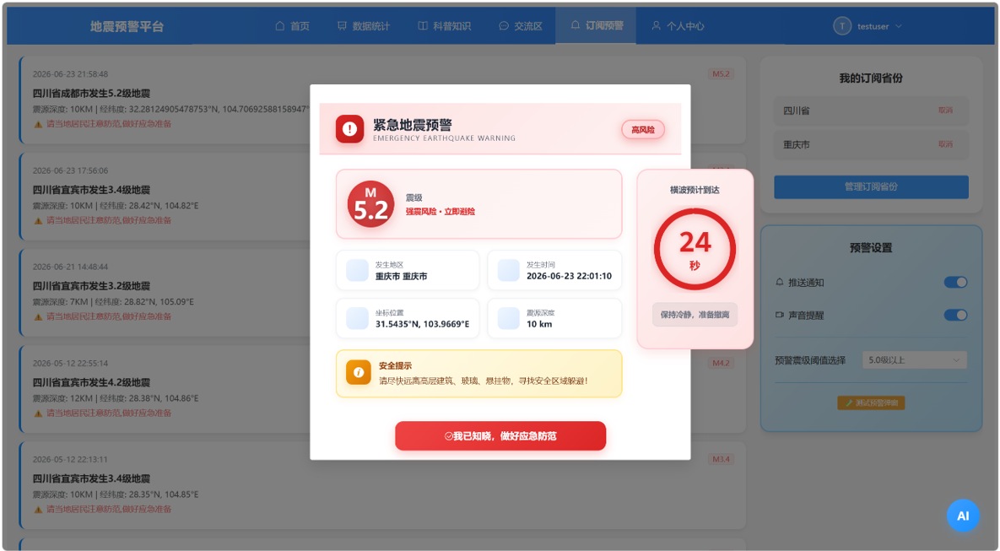 地震预警平台
首页
数据统计
科普知识
交流区
订阅预警
个人中心
T
testuser
2026-06-23 21:58:48
M5.2
四川省成都市发生5.2级地震
震源深度: 10KM | 经纬度: 32.28124905478753°N, 104.70692588158947°
请当地居民注意防范,做好应急准备
2026-06-23 17:56:06
四川省宜宾市发生3.4级地震
震源深度: 10KM | 经纬度: 28.42°N, 104.82°E
请当地居民注意防范,做好应急准备
2026-06-21 14:48:44
四川省宜宾市发生3.2级地震
震源深度: 7KM | 经纬度: 28.82°N, 105.09°E
请当地居民注意防范,做好应急准备
2026-05-12 22:55:14
M4.2
四川省宜宾市发生4.2级地震
震源深度: 12KM | 经纬度: 28.38°N, 104.86°E
请当地居民注意防范,做好应急准备
2026-05-12 22:13:11
M3.4
四川省宜宾市发生3.4级地震
震源深度: 10KM | 经纬度: 28.35°N, 104.85°E
请当地居民注意防范,做好应急准备
紧急地震预警
EMERGENCY EARTHQUAKE WARNING
高风险
M
5.2
震级
强震风险・立即避险
发生地区
重庆市 重庆市
发生时间
2026-06-23 22:01:10
坐标位置
31.5435°N, 103.9669°E
震源深度
10 km
安全提示
请尽快远离高层建筑、玻璃、悬挂物，寻找安全区域躲避！
横波预计到达
24
秒
保持冷静，准备撤离
我已知晓，做好应急防范
我的订阅省份
四川省
取消
重庆市
取消
管理订阅省份
预警设置
推送通知
声音提醒
预警震级阈值选择
5.0级以上
测试预警弹窗
AI